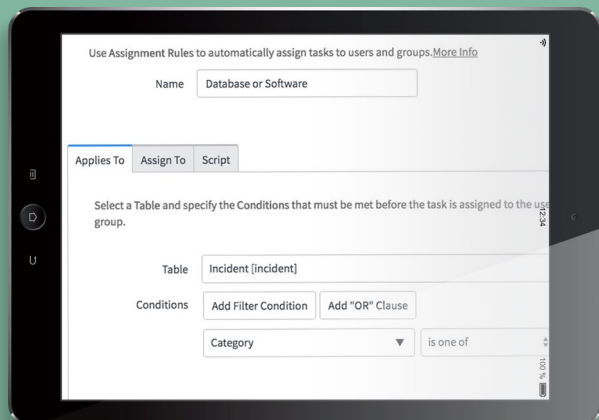 Use Assignment Rules to automatically assign tasks to users and groups. More Info
Name Database or Software
Applies To Assign To Script
Select a Table and specify the Conditions that must be met before the task is assigned to the use
group.
Table Incident [incident]
Conditions Add Filter Condition Add "OR" Clause
Category is one of
12:34
100 %